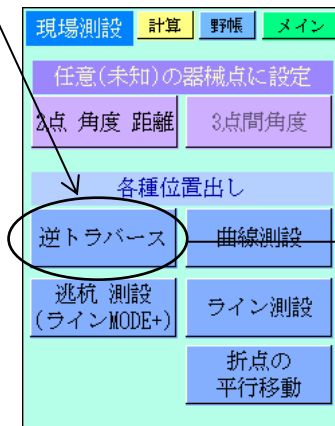 現場測設 計算 野帳 メイン
任意(未知)の器械点に設定
2点 角度 距離 3点間角度
各種位置出し
逆トラバース 曲線測設
逃杭 測設
(ラインMODE+)
ライン測設
折点の
平行移動